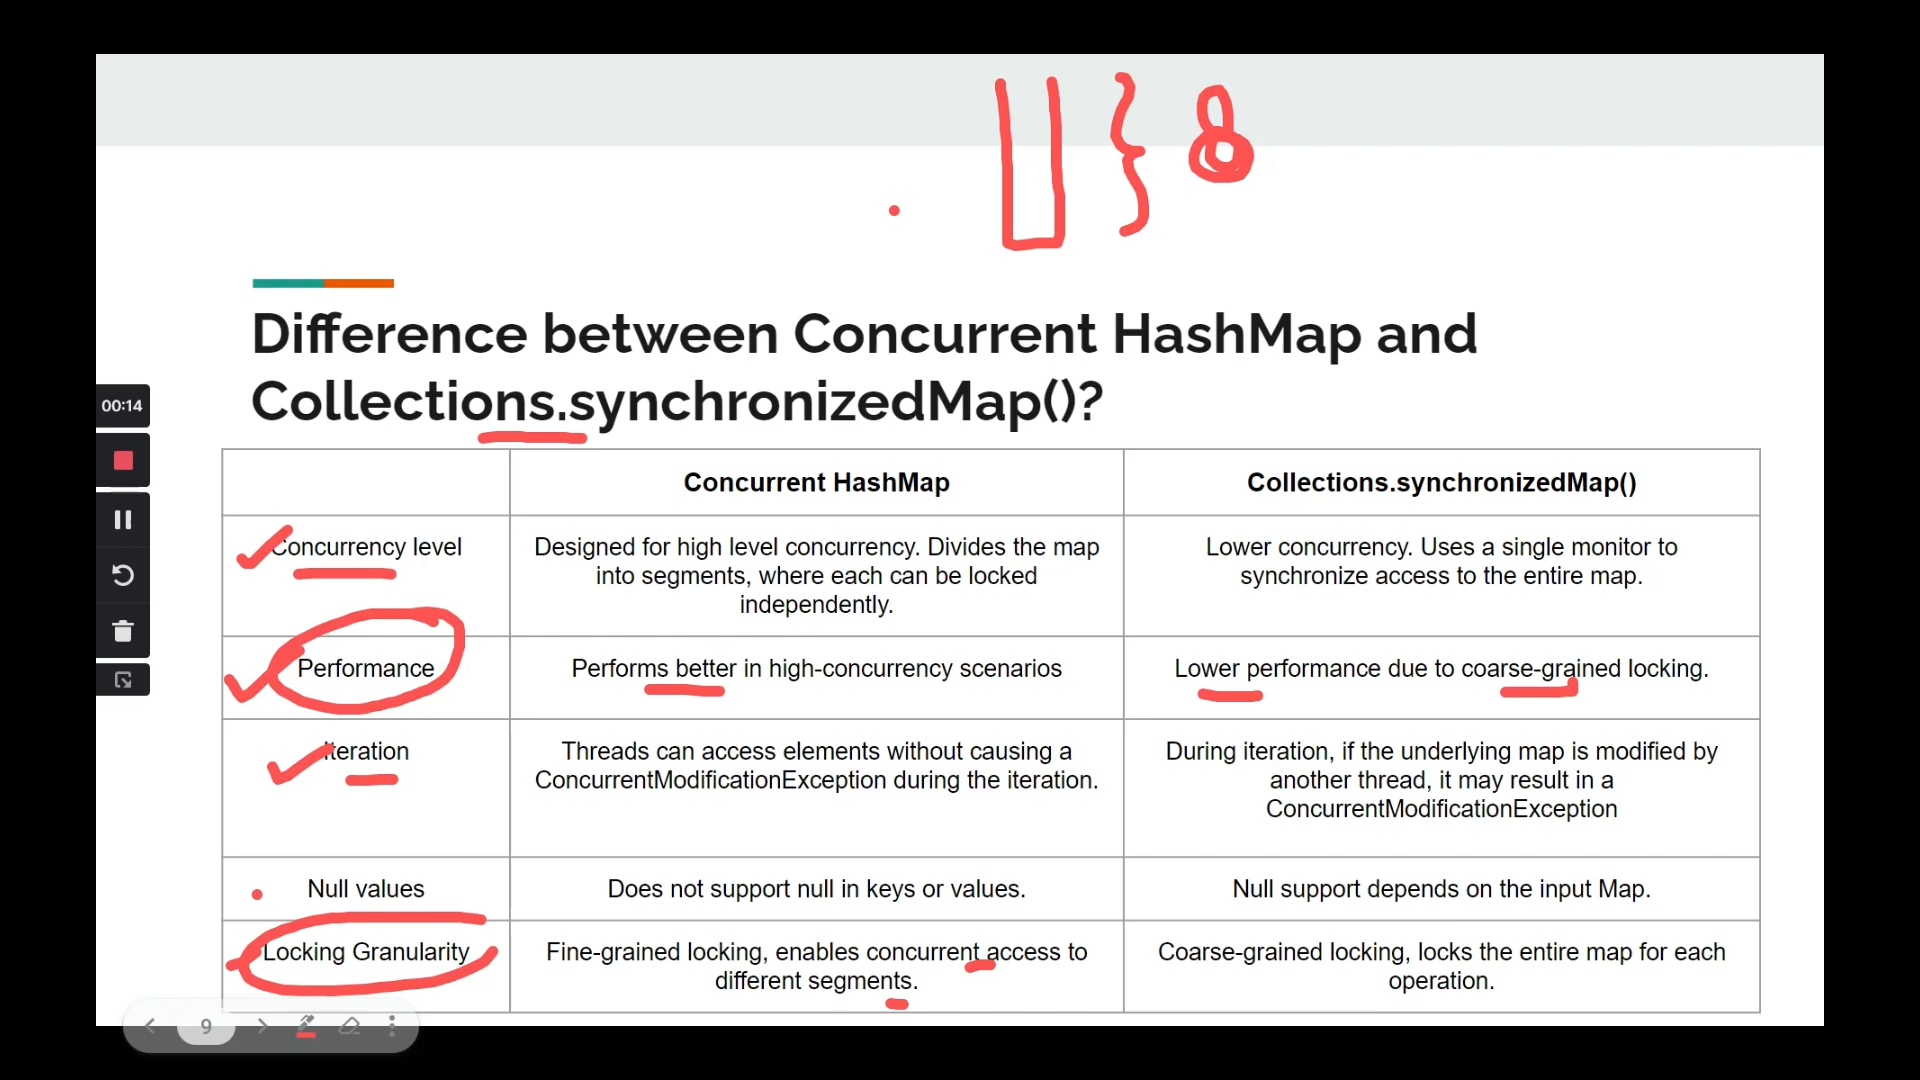 8
Difference between Concurrent HashMap and
Collections.synchronizedMap()?
00:14
Concurrent HashMap
Collections.synchronizedMap()
Concurrency level
Designed for high level concurrency. Divides the map
into segments, where each can be locked
independently.
Lower concurrency. Uses a single monitor to
synchronize access to the entire map.
Performance
Performs better in high-concurrency scenarios
Lower performance due to coarse-grained locking.
Iteration
Threads can access elements without causing a
ConcurrentModificationException during the iteration.
During iteration, if the underlying map is modified by
another thread, it may result in a
ConcurrentModificationException
Null values
Does not support null in keys or values.
Null support depends on the input Map.
Locking Granularity
Fine-grained locking, enables concurrent access to
different segments.
Coarse-grained locking, locks the entire map for each
operation.
9